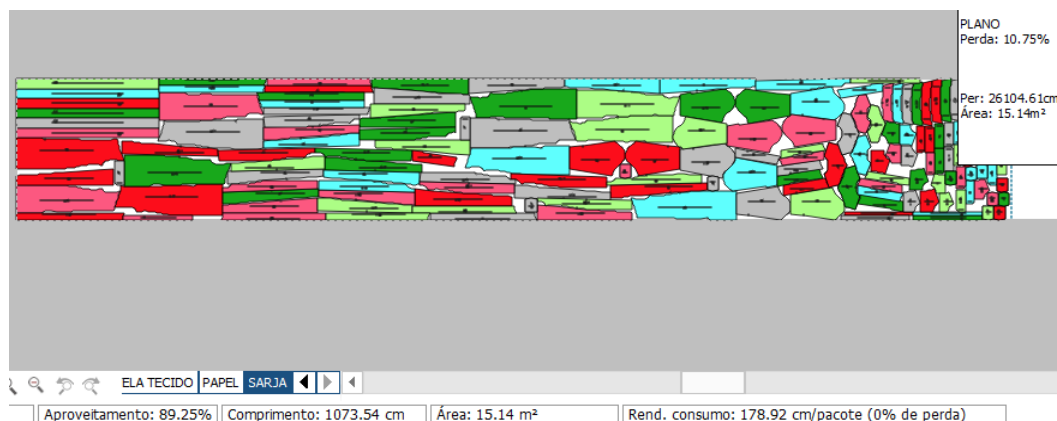 PLANO
Perda: 10.75%
Per: 26104.61cm
Área: 15.14m²
ELA TECIDO PAPEL SARJA
Aproveitamento: 89.25% Comprimento: 1073.54 cm Área: 15.14 m² Rend. consumo: 178.92 cm/pacote (0% de perda)